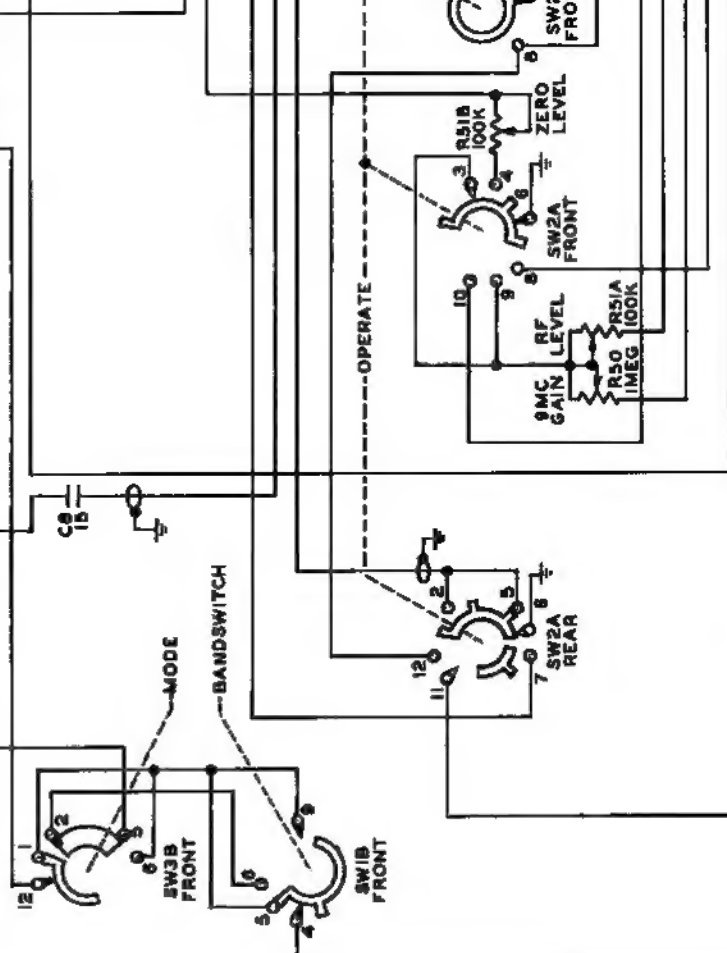 SW2
FRO
8
R51B
100K
ZERO
LEVEL
3
4
6
SW2A
FRONT
8
10
9
OPERATE
9MC
GAIN
RF
LEVEL
R50
1MEG
R51A
100K
C8
15
2
5
6
SW2A
REAR
12
11
7
MODE
BANDSWITCH
1
2
3
12
6
SW3B
FRONT
9
6
5
4
SW1B
FRONT